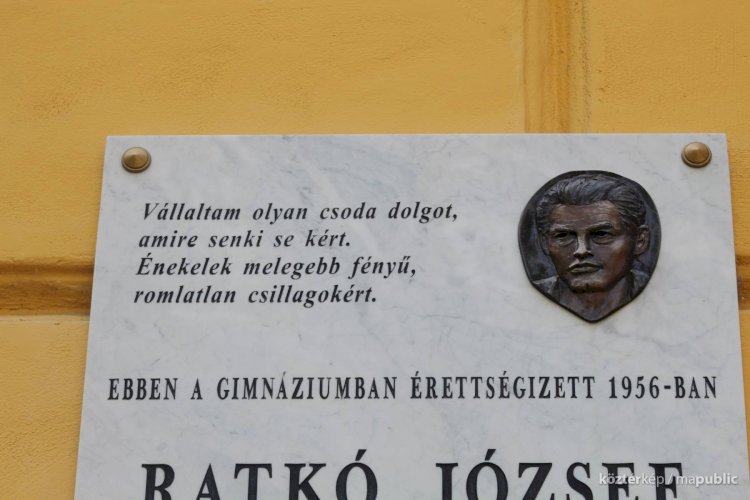 Vállaltam olyan csoda dolgot,
amire senki se kért.
Énekelek melegebb fényű,
romlatlan csillagokért.
EBBEN A GIMNÁZIUMBAN ÉRETTSÉGIZETT 1956-BAN
RATKÓ JÓZSEF
köztérkép / mapublic